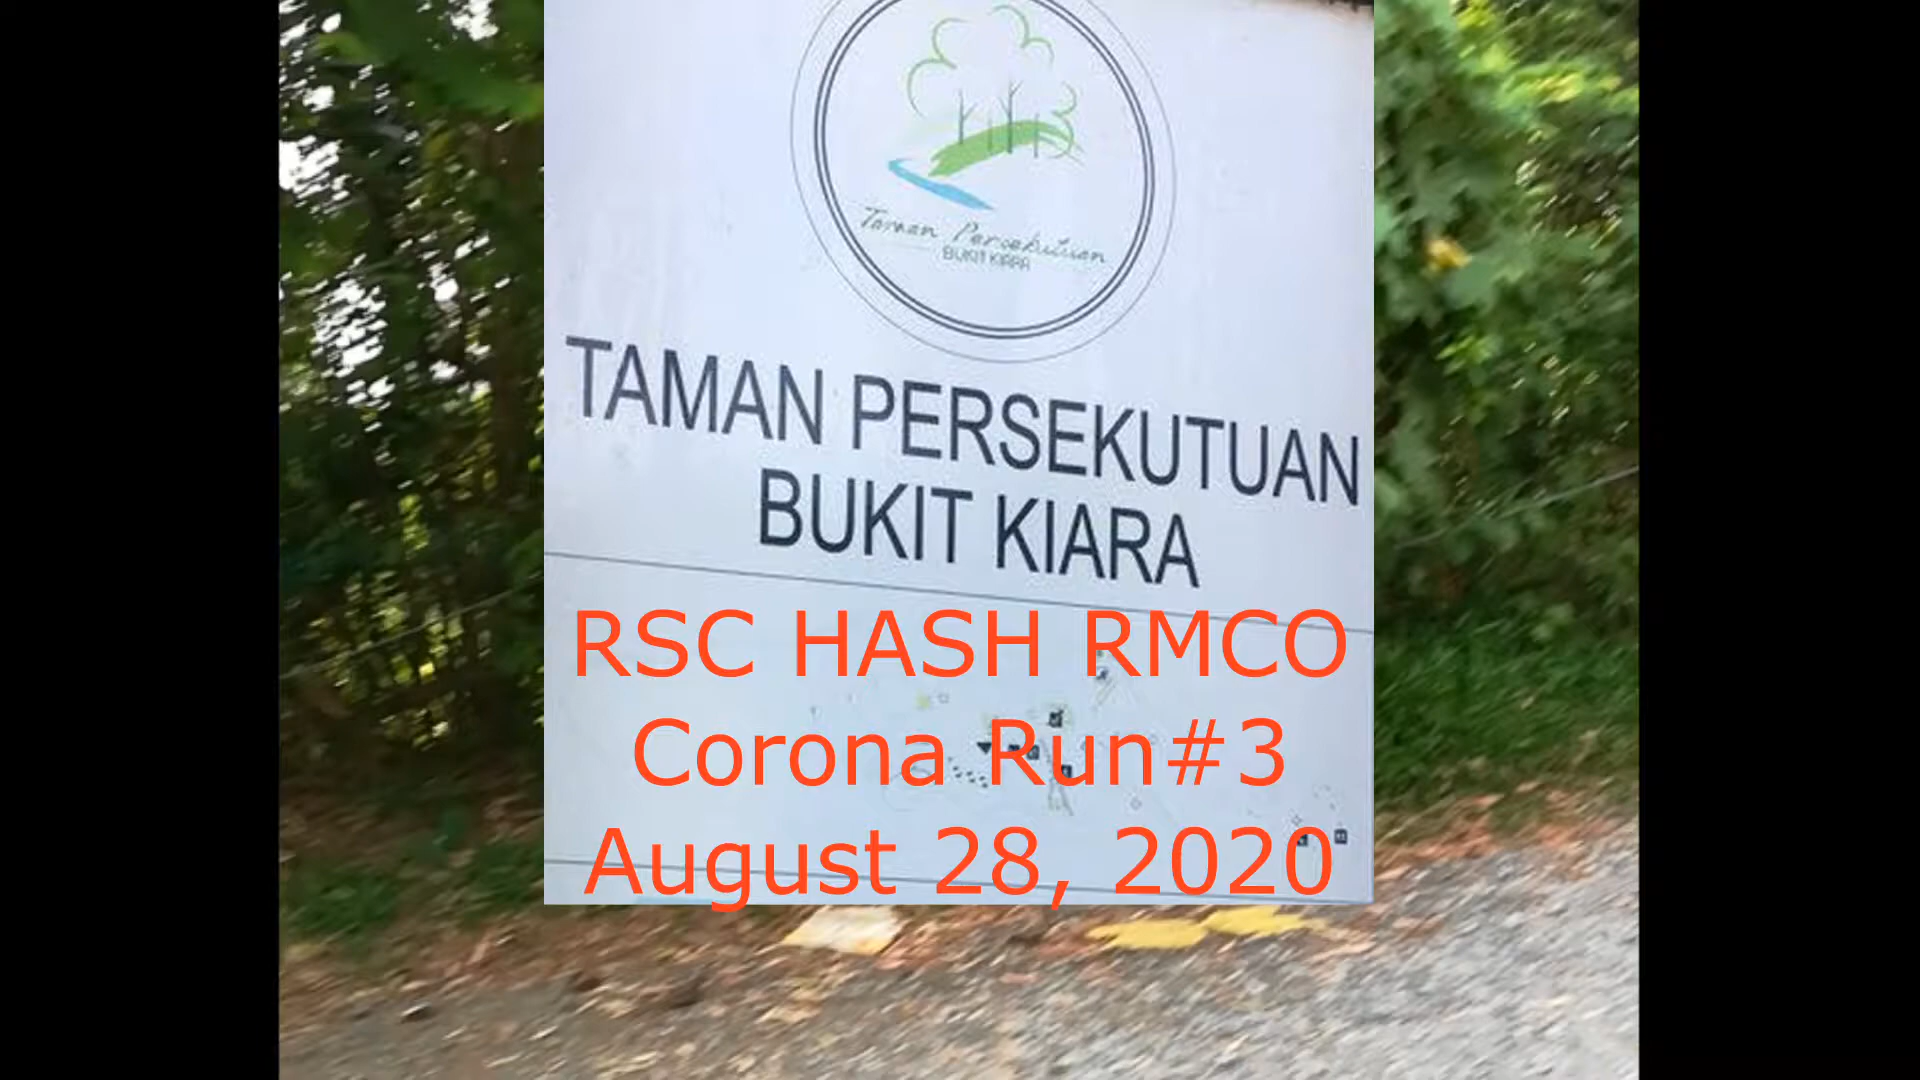 Taman Persekutuan
BUKIT KIARA
TAMAN PERSEKUTUAN
BUKIT KIARA
RSC HASH RMCO
Corona Run#3
August 28, 2020